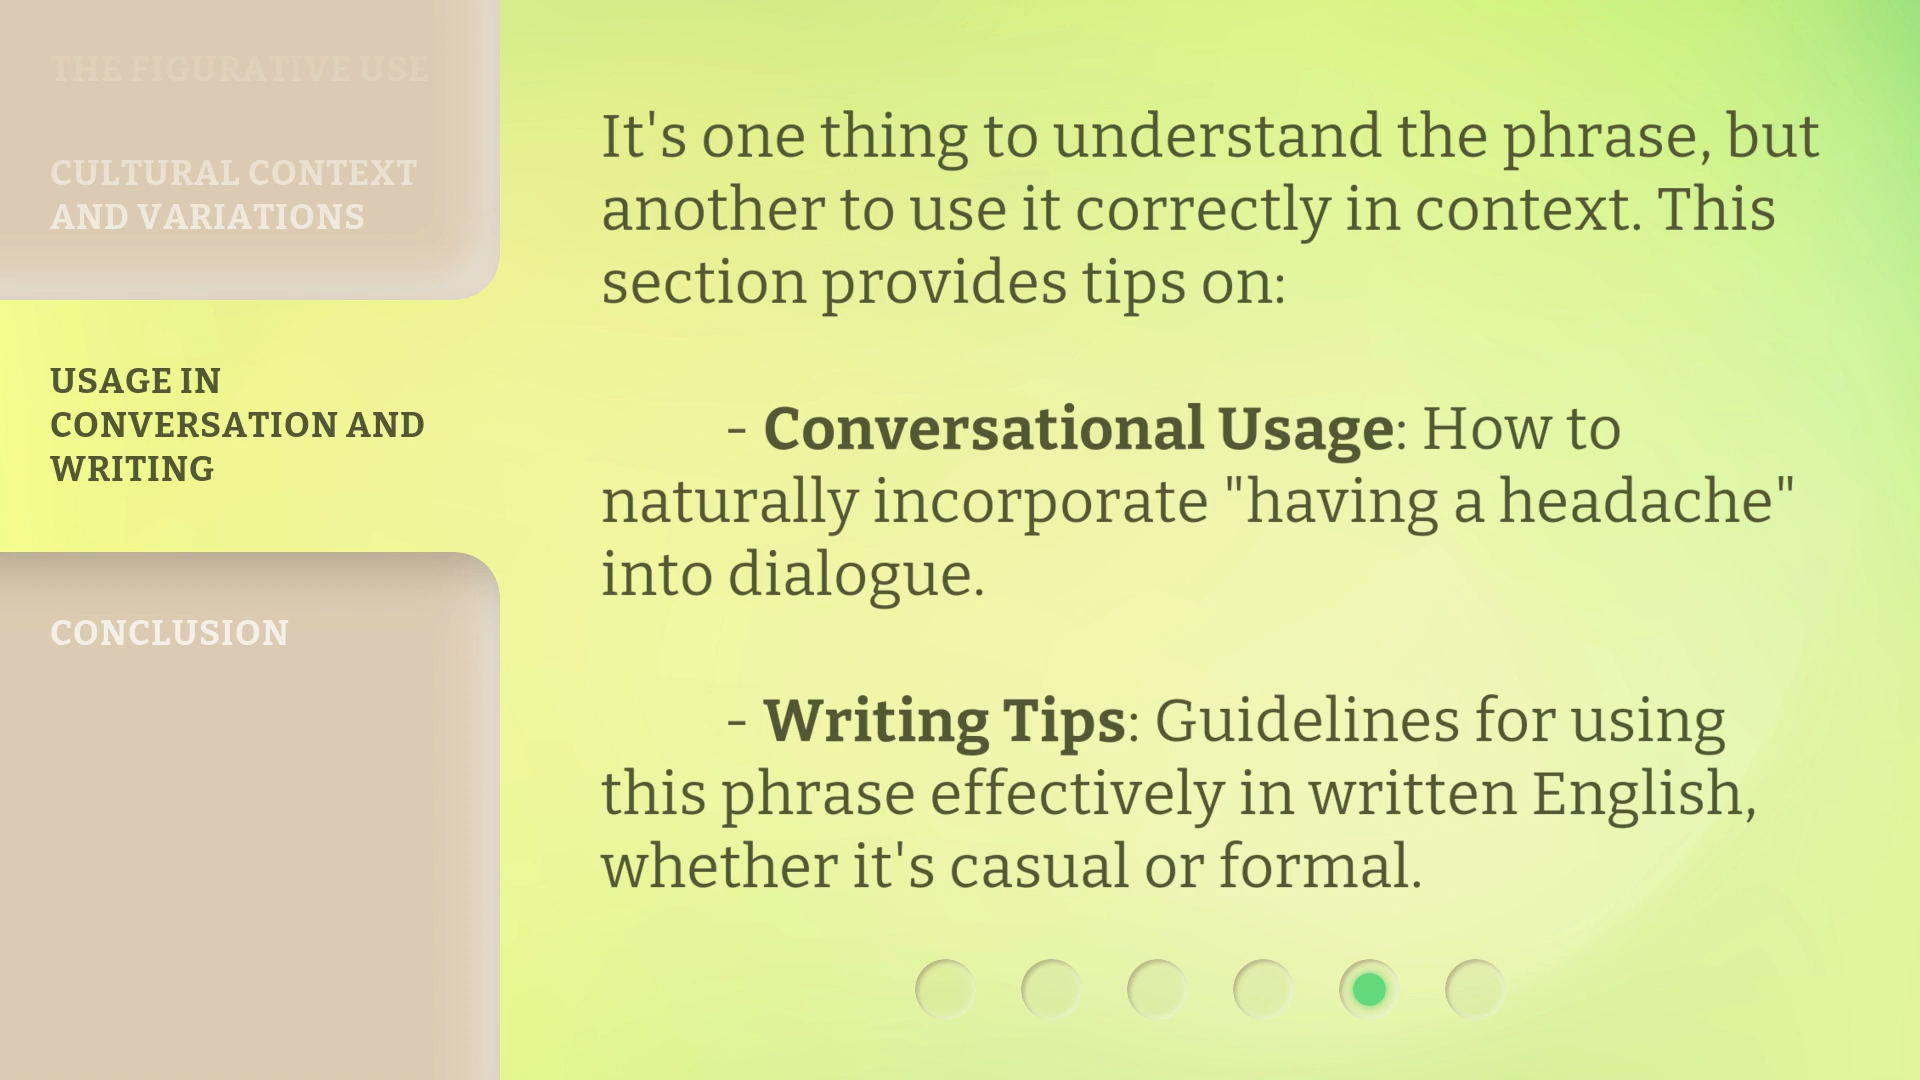 THE FIGURATIVE USE
CULTURAL CONTEXT
AND VARIATIONS
USAGE IN
CONVERSATION AND
WRITING
CONCLUSION
It's one thing to understand the phrase, but
another to use it correctly in context. This
section provides tips on:
- Conversational Usage: How to
naturally incorporate "having a headache"
into dialogue.
- Writing Tips: Guidelines for using
this phrase effectively in written English,
whether it's casual or formal.